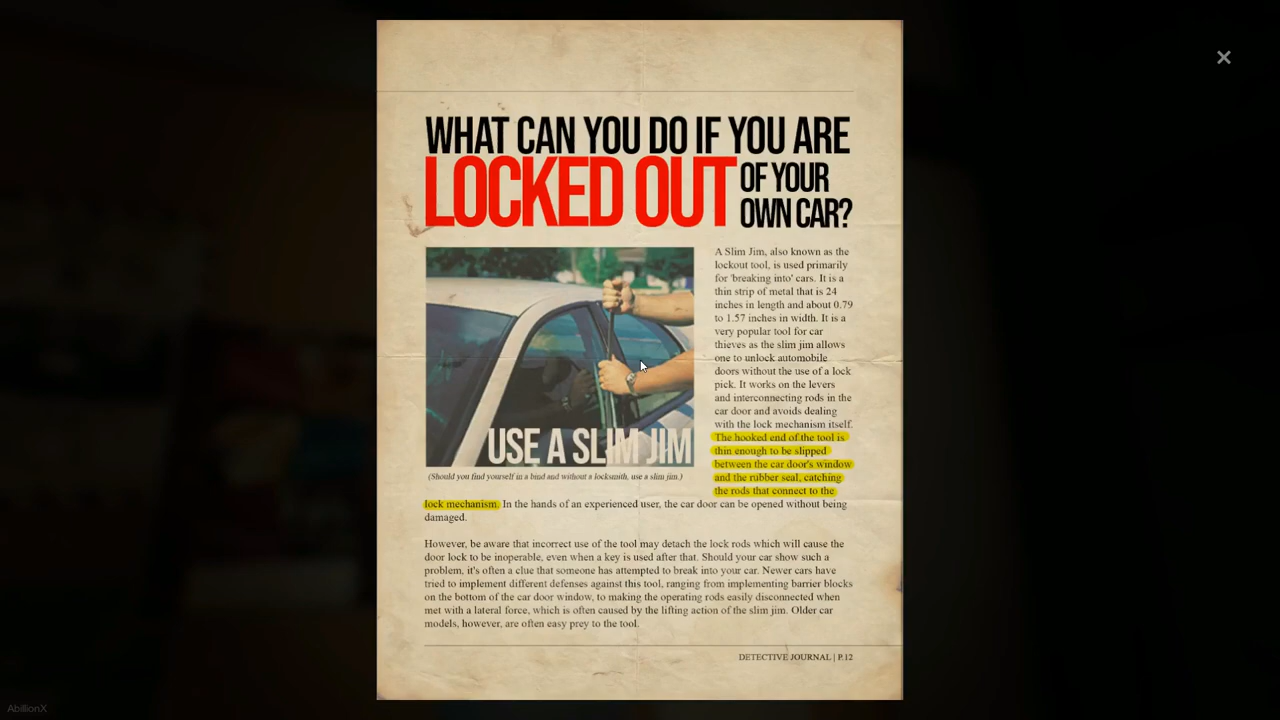 WHAT CAN YOU DO IF YOU ARE
LOCKED OUT OF YOUR
OWN CAR?
A Slim Jim, also known as the
lockout tool, is used primarily
for 'breaking into' cars. It is a
thin strip of metal that is 24
inches in length and about 0.79
to 1.57 inches in width. It is a
very popular tool for car
thieves as the slim jim allows
one to unlock automobile
doors without the use of a lock
pick. It works on the levers
and interconnecting rods in the
car door and avoids dealing
with the lock mechanism itself.
The hooked end of the tool is
thin enough to be slipped
between the car door's window
and the rubber seal, catching
the rods that connect to the
lock mechanism. In the hands of an experienced user, the car door can be opened without being
damaged.
USE A SLIM JIM
(Should you find yourself in a bind and without a locksmith, use a slim jim.)
However, be aware that incorrect use of the tool may detach the lock rods which will cause the
door lock to be inoperable, even when a key is used after that. Should your car show such a
problem, it's often a clue that someone has attempted to break into your car. Newer cars have
tried to implement different defenses against this tool, ranging from implementing barrier blocks
on the bottom of the car door window, to making the operating rods easily disconnected when
met with a lateral force, which is often caused by the lifting action of the slim jim. Older car
models, however, are often easy prey to the tool.
DETECTIVE JOURNAL | P.12
AbillionX